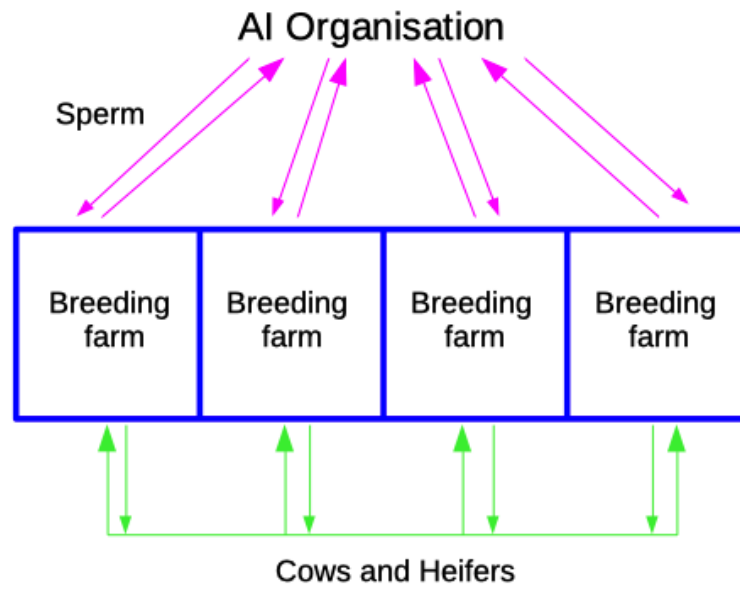 AI Organisation
Sperm
Breeding
farm
Breeding
farm
Breeding
farm
Breeding
farm
Cows and Heifers